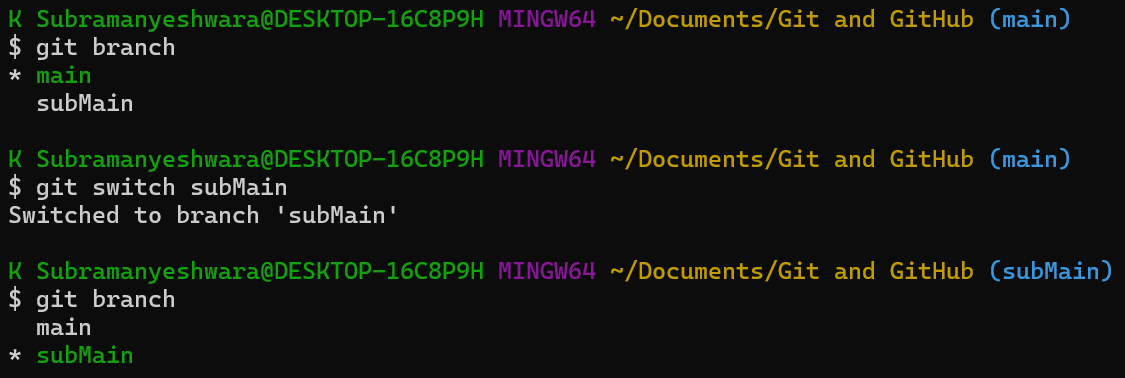 K Subramanyeshwara@DESKTOP-16C8P9H MINGW64 ~/Documents/Git and GitHub (main)
$ git branch
* main
  subMain

K Subramanyeshwara@DESKTOP-16C8P9H MINGW64 ~/Documents/Git and GitHub (main)
$ git switch subMain
Switched to branch 'subMain'

K Subramanyeshwara@DESKTOP-16C8P9H MINGW64 ~/Documents/Git and GitHub (subMain)
$ git branch
  main
* subMain